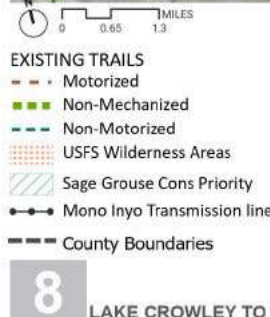 N
MILES
0 0.65 1.3
EXISTING TRAILS
Motorized
Non-Mechanized
Non-Motorized
USFS Wilderness Areas
Sage Grouse Cons Priority
Mono Inyo Transmission line
County Boundaries
8
LAKE CROWLEY TO